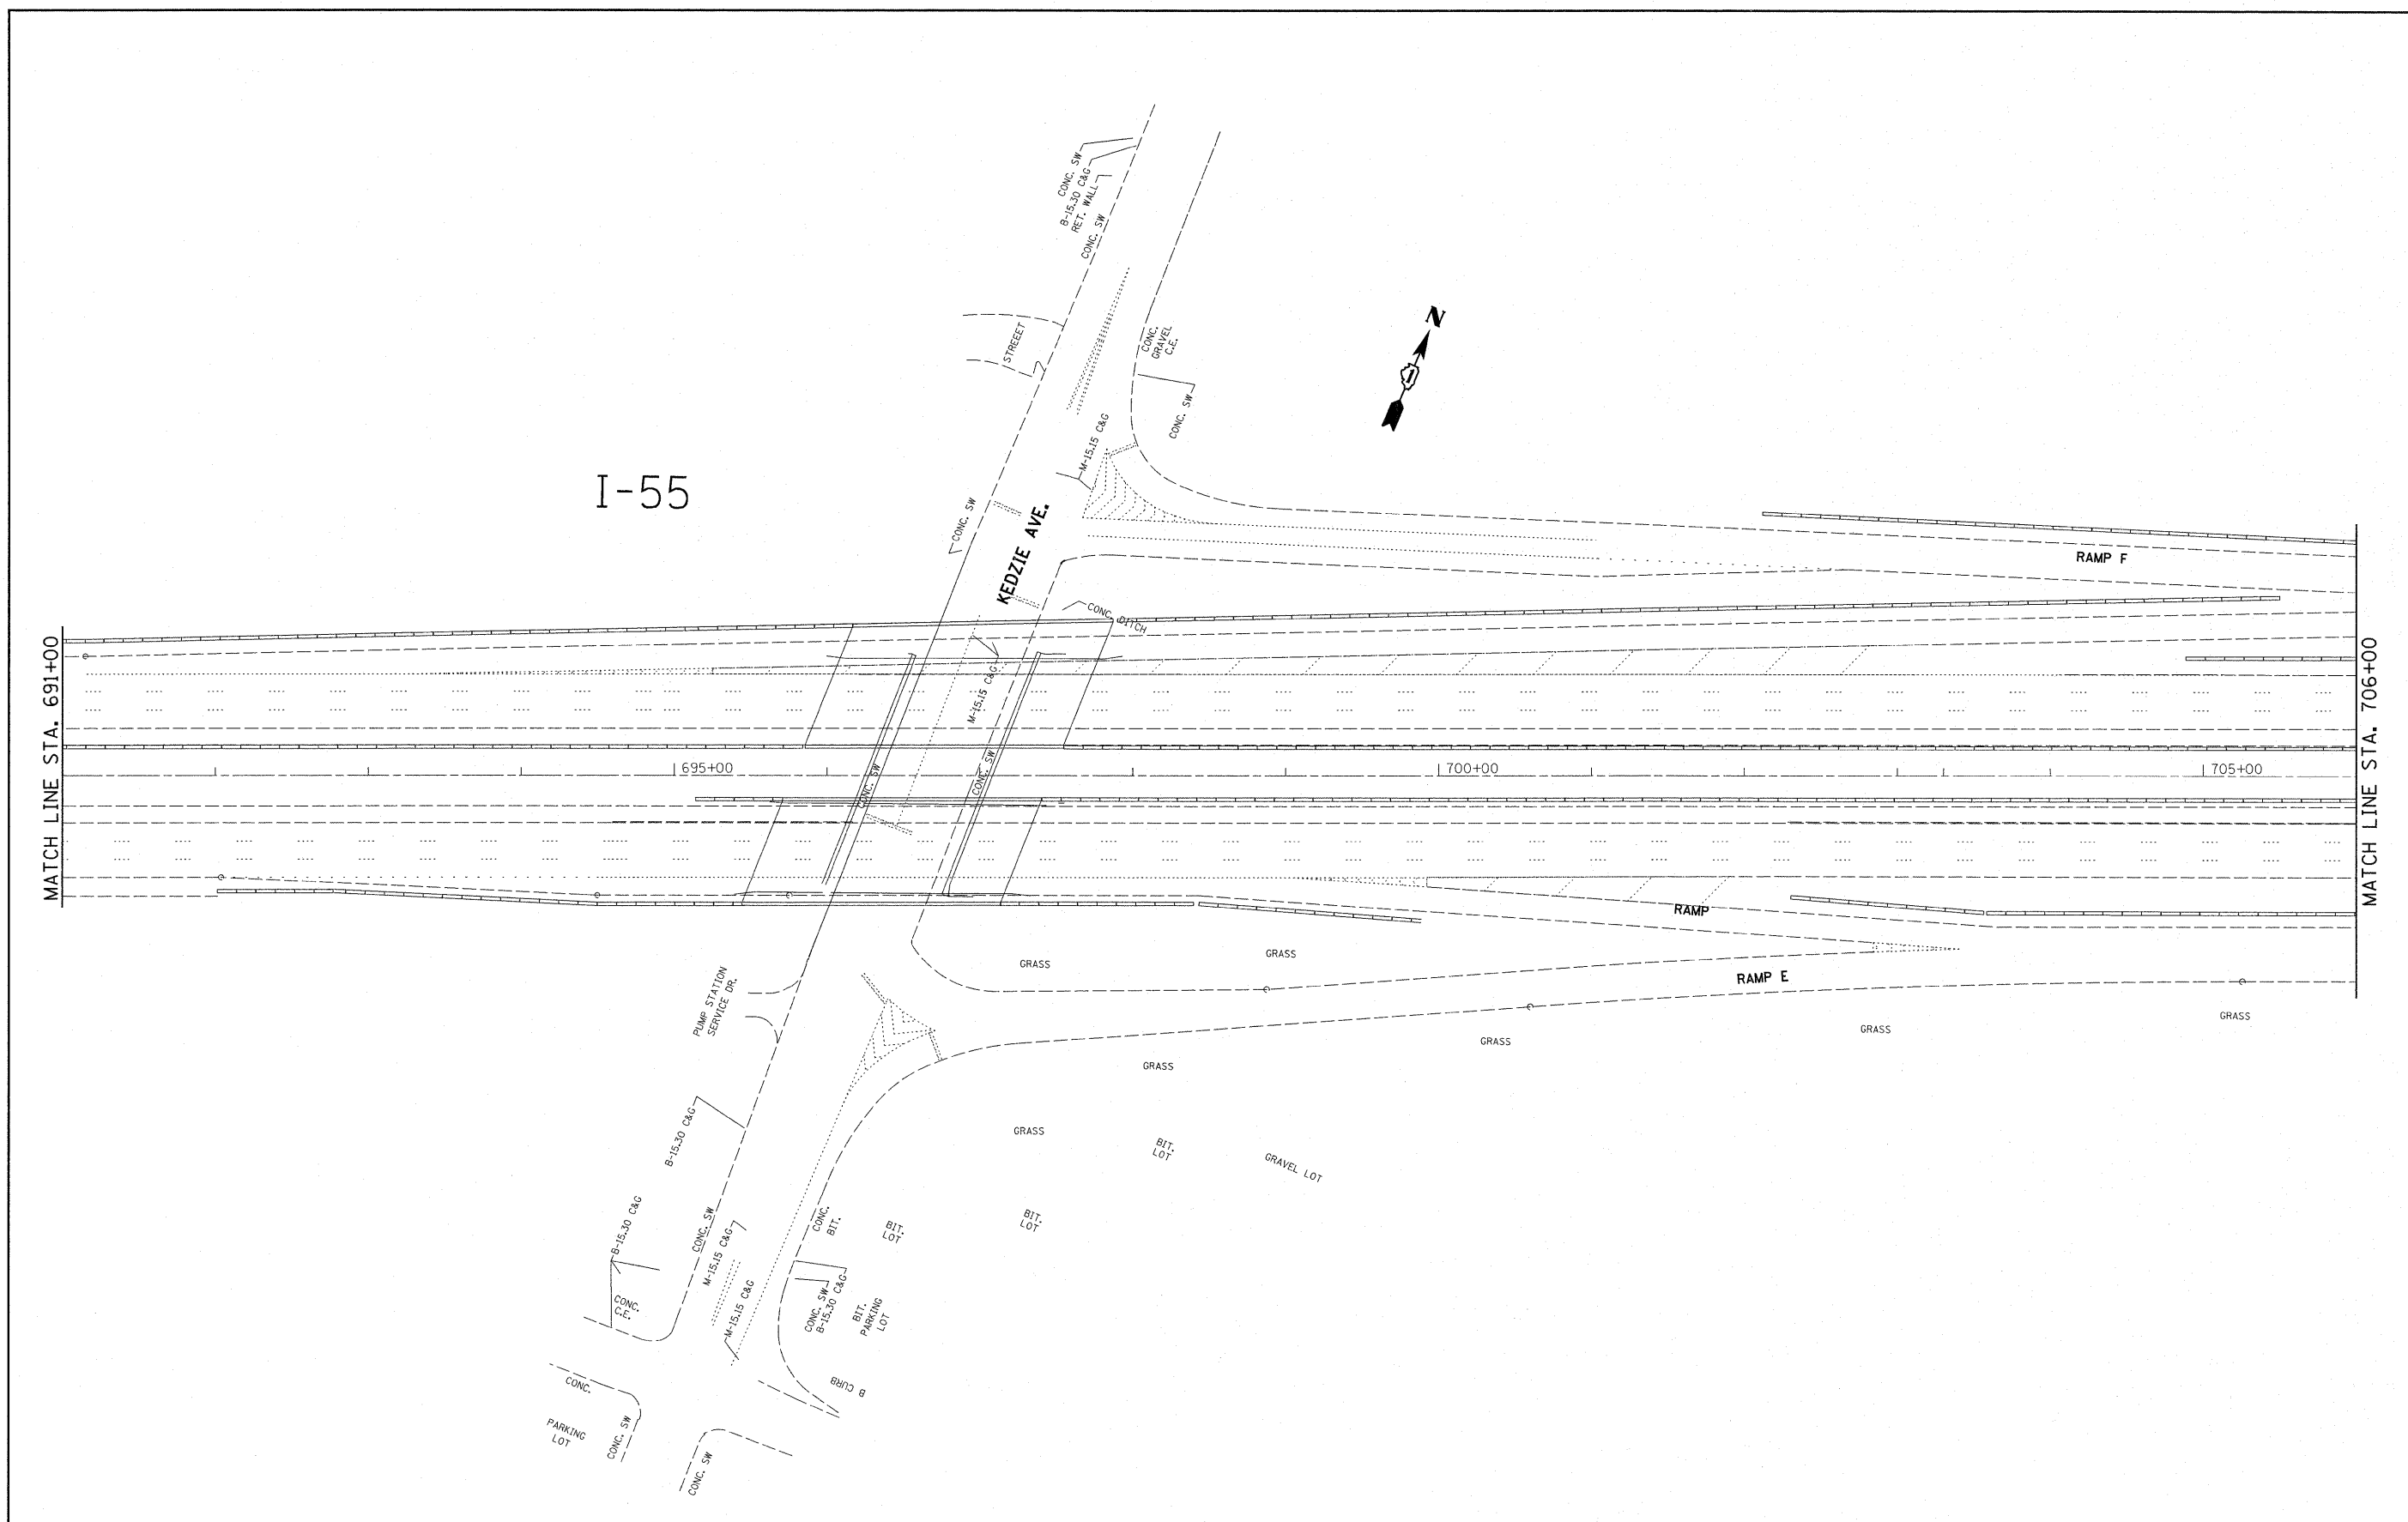 CONC. SW
B-15.30 C&G
RET. WALL
CONC. SW
STREEET
CONC.
GRAVEL
C.E.
CONC. SW
M-15.15 C&G
N
1
I-55
CONC. SW
KEDZIE AVE.
RAMP F
CONC. DITCH
M-15.15 C&G
MATCH LINE STA. 691+00
MATCH LINE STA. 706+00
695+00
700+00
705+00
CONC. SW
CONC. SW
RAMP
GRASS
GRASS
RAMP E
PUMP STATION
SERVICE DR.
GRASS
GRASS
GRASS
GRASS
B-15.30 C&G
GRASS
BIT.
LOT
GRAVEL LOT
B-15.30 C&G
CONC. SW
M-15.15 C&G
CONC.
BIT.
BIT.
LOT
BIT.
LOT
CONC.
C.E.
M-15.15 C&G
CONC. SW
B-15.30 C&G
BIT.
PARKING
LOT
B CURB
CONC.
PARKING
LOT
CONC. SW
CONC. SW